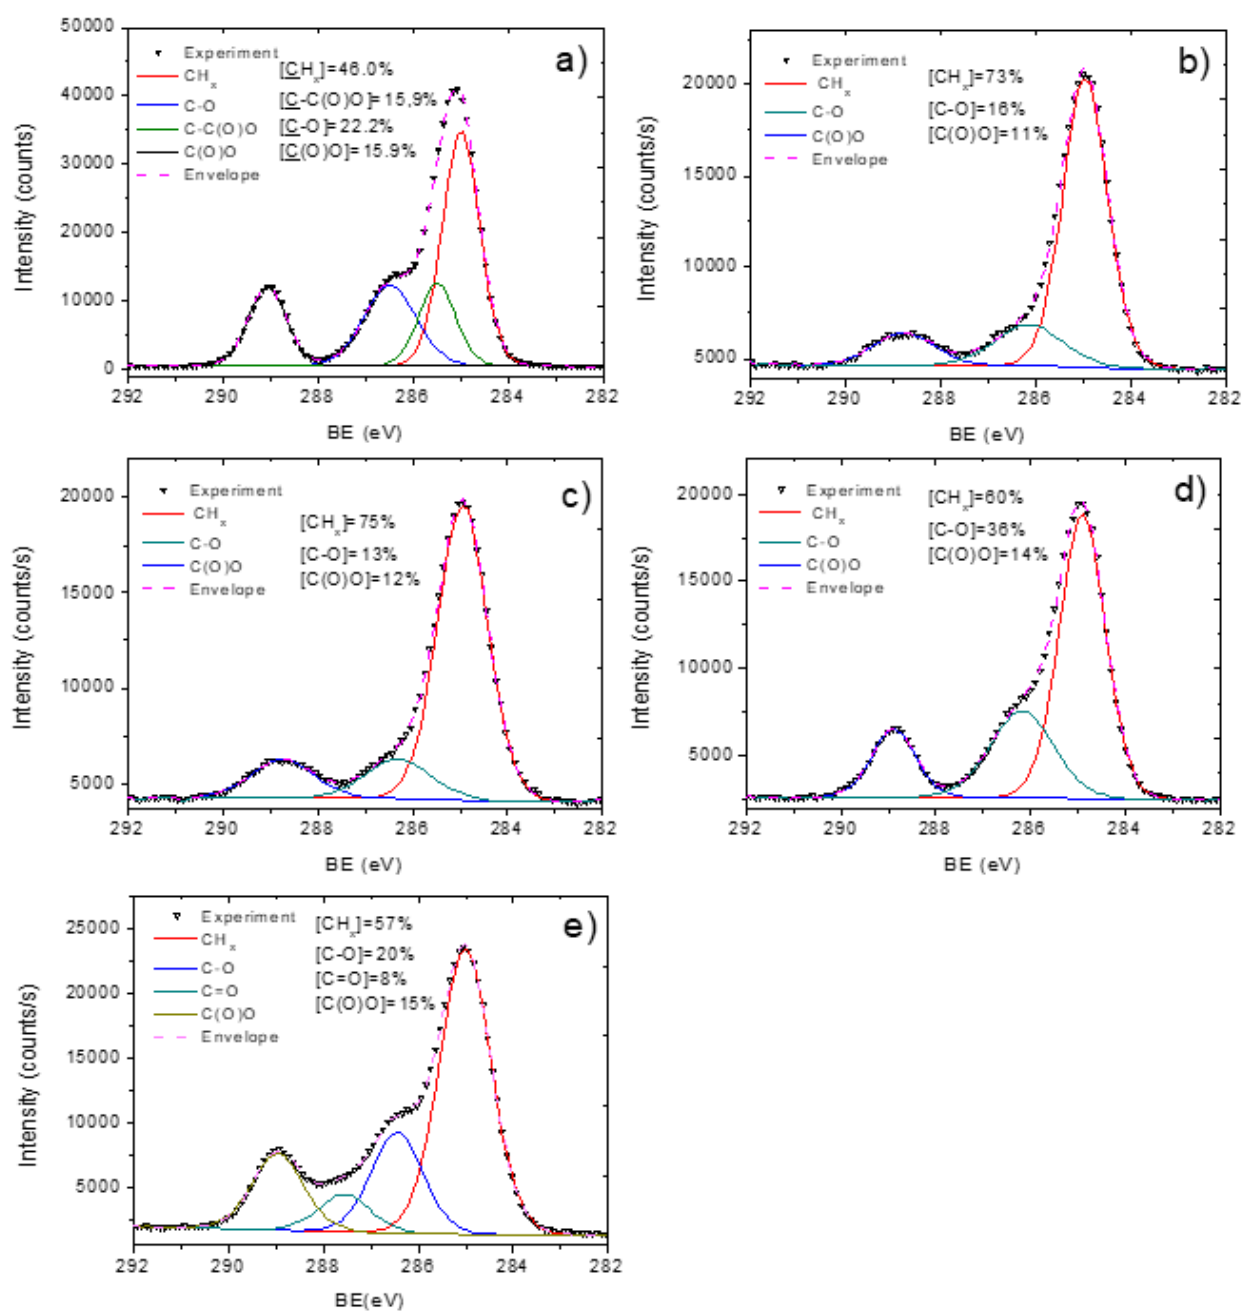 a)
Experiment
CHx
C-O
C-C(O)O
C(O)O
Envelope
[CHx]=46.0%
[C-C(O)O]=15,9%
[C-O]=22.2%
[C(O)O]=15.9%
Intensity (counts)
50000
40000
30000
20000
10000
0
292 290 288 286 284 282
BE (eV)
b)
Experiment
CHx
C-O
C(O)O
Envelope
[CHx]=73%
[C-O]=16%
[C(O)O]=11%
Intensity (counts/s)
20000
15000
10000
5000
292 290 288 286 284 282
BE (eV)
c)
Experiment
CHx
C-O
C(O)O
Envelope
[CHx]=75%
[C-O]=13%
[C(O)O]=12%
Intensity (counts/s)
20000
15000
10000
5000
292 290 288 286 284 282
BE (eV)
d)
Experiment
CHx
C-O
C(O)O
Envelope
[CHx]=60%
[C-O]=36%
[C(O)O]=14%
Intensity (counts/s)
20000
15000
10000
5000
292 290 288 286 284 282
BE (eV)
e)
Experiment
CHx
C-O
C=O
C(O)O
Envelope
[CHx]=57%
[C-O]=20%
[C=O]=8%
[C(O)O]=15%
Intensity (counts/s)
25000
20000
15000
10000
5000
292 290 288 286 284 282
BE(eV)